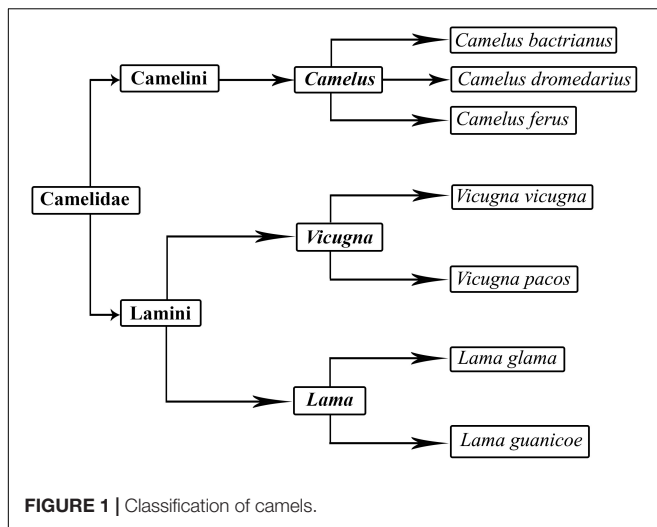 Camelus bactrianus
Camelini
Camelus
Camelus dromedarius
Camelus ferus
Camelidae
Vicugna vicugna
Vicugna
Vicugna pacos
Lamini
Lama glama
Lama
Lama guanicoe
FIGURE 1 | Classification of camels.